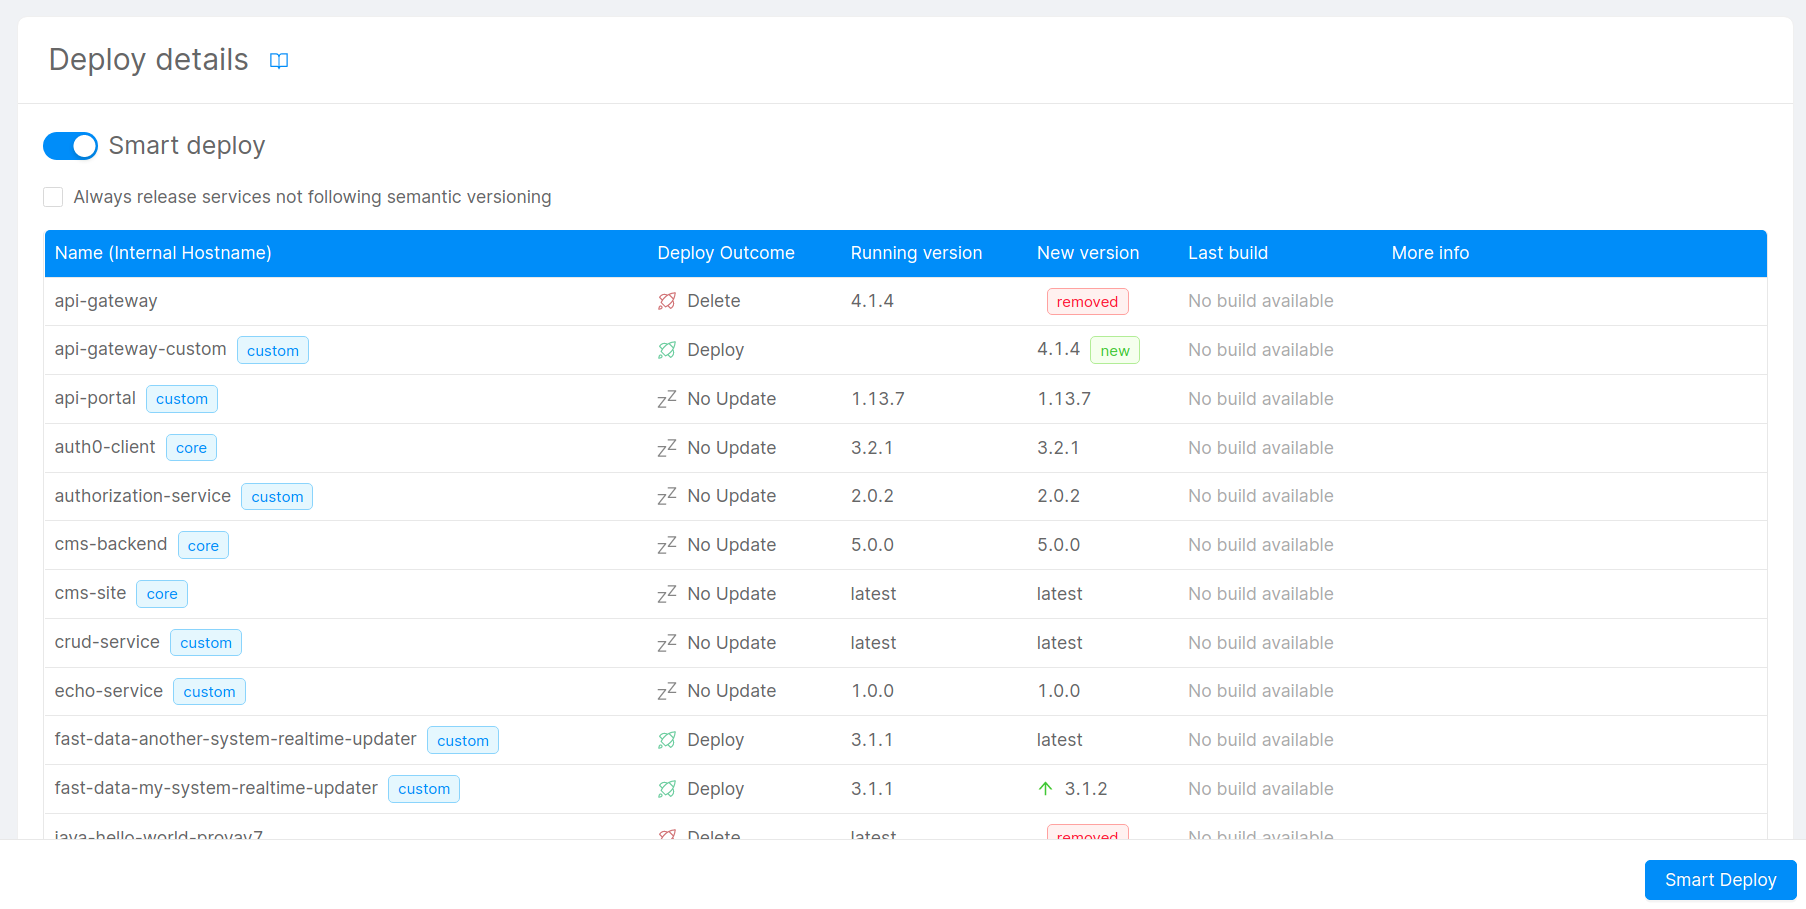 Deploy details
Smart deploy
Always release services not following semantic versioning
Name (Internal Hostname) Deploy Outcome Running version New version Last build More info
api-gateway Delete 4.1.4 removed No build available
api-gateway-custom custom Deploy 4.1.4 new No build available
api-portal custom No Update 1.13.7 1.13.7 No build available
auth0-client core No Update 3.2.1 3.2.1 No build available
authorization-service custom No Update 2.0.2 2.0.2 No build available
cms-backend core No Update 5.0.0 5.0.0 No build available
cms-site core No Update latest latest No build available
crud-service custom No Update latest latest No build available
echo-service custom No Update 1.0.0 1.0.0 No build available
fast-data-another-system-realtime-updater custom Deploy 3.1.1 latest No build available
fast-data-my-system-realtime-updater custom Deploy 3.1.1 3.1.2 No build available
java-hello-world-provav7 Delete latest removed No build available
Smart Deploy